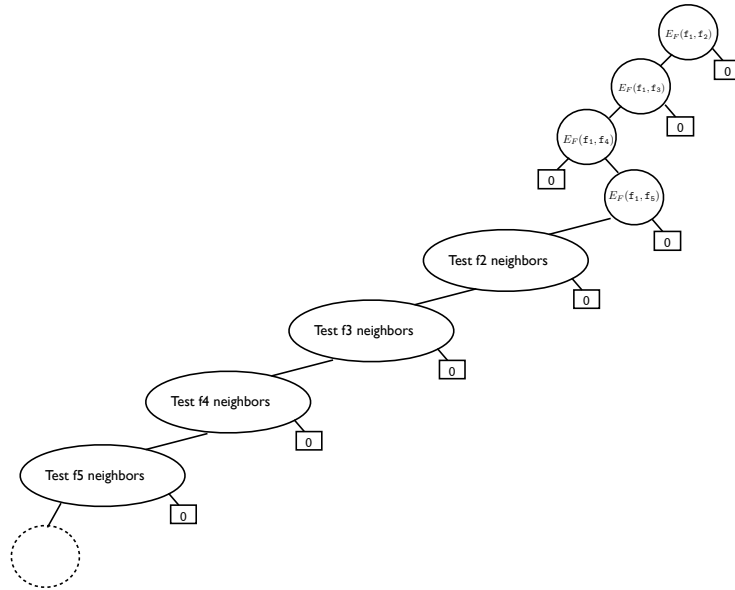 E_F(f_1, f_2)
0
E_F(f_1, f_3)
0
E_F(f_1, f_4)
0
E_F(f_1, f_5)
0
Test f2 neighbors
0
Test f3 neighbors
0
Test f4 neighbors
0
Test f5 neighbors
0